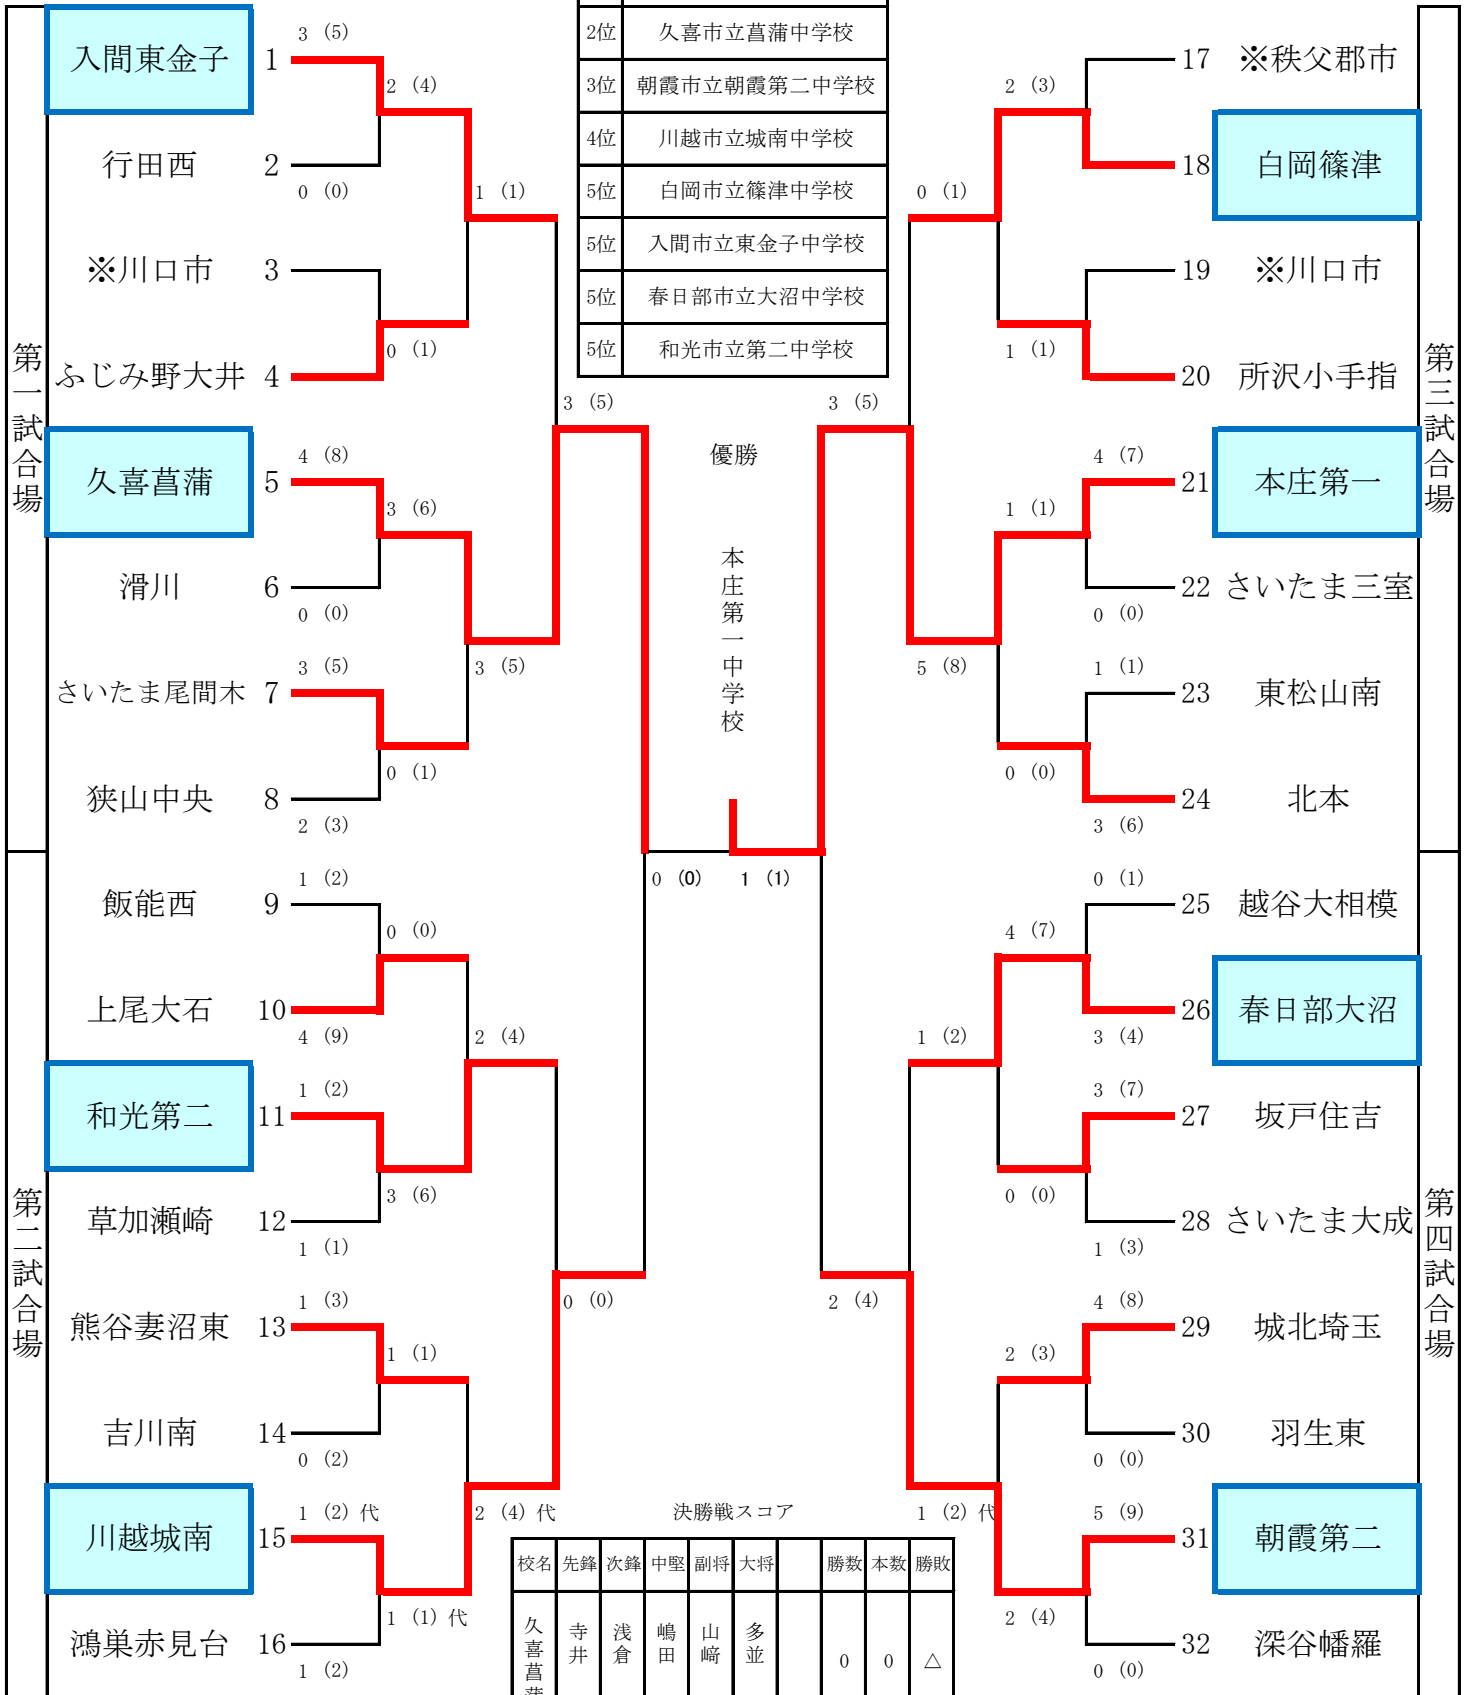 2位 久喜市立菖蒲中学校
3位 朝霞市立朝霞第二中学校
4位 川越市立城南中学校
5位 白岡市立篠津中学校
5位 入間市立東金子中学校
5位 春日部市立大沼中学校
5位 和光市立第二中学校
第一試合場
入間東金子 1
3 (5)
2 (4)
行田西 2
0 (0)
1 (1)
※川口市 3
0 (1)
ふじみ野大井 4
3 (5)
久喜菖蒲 5
4 (8)
3 (6)
滑川 6
0 (0)
3 (5)
さいたま尾間木 7
3 (5)
0 (1)
狭山中央 8
2 (3)
第二試合場
飯能西 9
1 (2)
0 (0)
上尾大石 10
4 (9)
2 (4)
和光第二 11
1 (2)
3 (6)
草加瀬崎 12
1 (1)
0 (0)
熊谷妻沼東 13
1 (3)
1 (1)
吉川南 14
0 (2)
2 (4) 代
川越城南 15
1 (2) 代
1 (1) 代
鴻巣赤見台 16
1 (2)
優勝
本庄第一中学校
0 (0)
1 (1)
第三試合場
17 ※秩父郡市
2 (3)
18 白岡篠津
0 (1)
19 ※川口市
1 (1)
20 所沢小手指
3 (5)
4 (7)
21 本庄第一
1 (1)
22 さいたま三室
0 (0)
5 (8)
1 (1)
23 東松山南
0 (0)
24 北本
3 (6)
第四試合場
0 (1)
25 越谷大相模
4 (7)
26 春日部大沼
3 (4)
1 (2)
3 (7)
27 坂戸住吉
0 (0)
28 さいたま大成
1 (3)
2 (4)
4 (8)
29 城北埼玉
2 (3)
30 羽生東
0 (0)
1 (2) 代
5 (9)
31 朝霞第二
2 (4)
32 深谷幡羅
0 (0)
決勝戦スコア
校名 先鋒 次鋒 中堅 副将 大将 勝数 本数 勝敗
久喜菖蒲 寺井 浅倉 嶋田 山﨑 多並 0 0 △